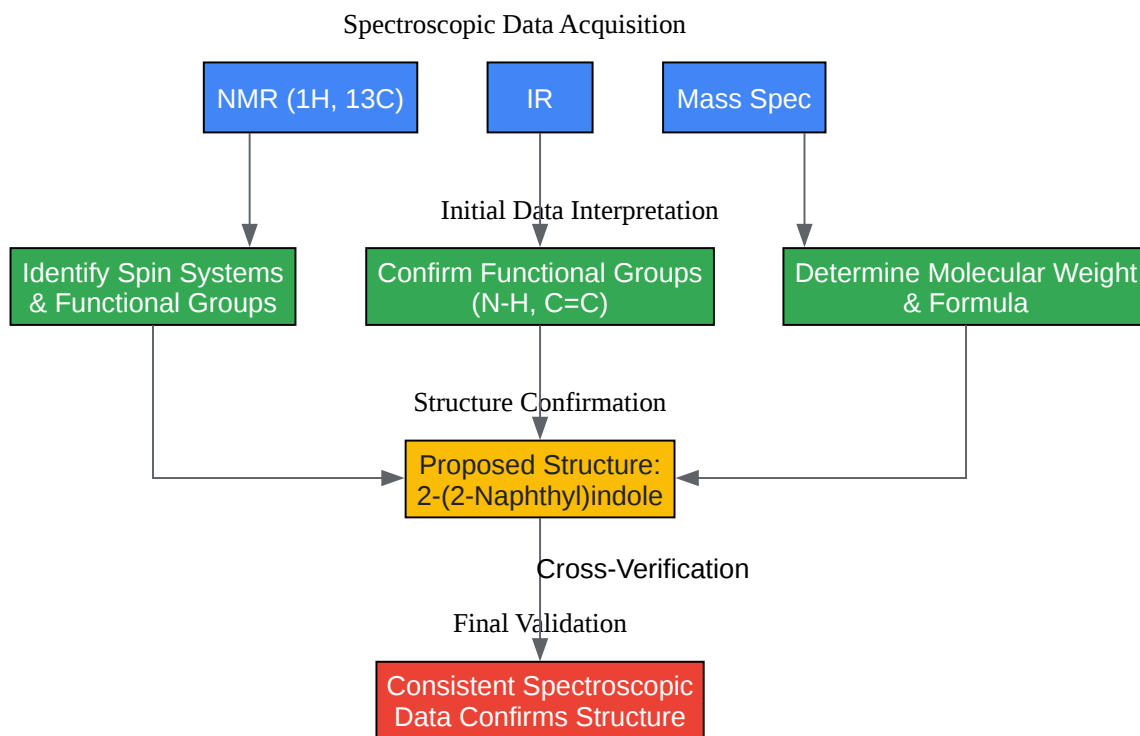 Spectroscopic Data Acquisition
NMR (1H, 13C)
IR
Mass Spec
Initial Data Interpretation
Identify Spin Systems
& Functional Groups
Confirm Functional Groups
(N-H, C=C)
Determine Molecular Weight
& Formula
Structure Confirmation
Proposed Structure:
2-(2-Naphthyl)indole
Cross-Verification
Final Validation
Consistent Spectroscopic
Data Confirms Structure